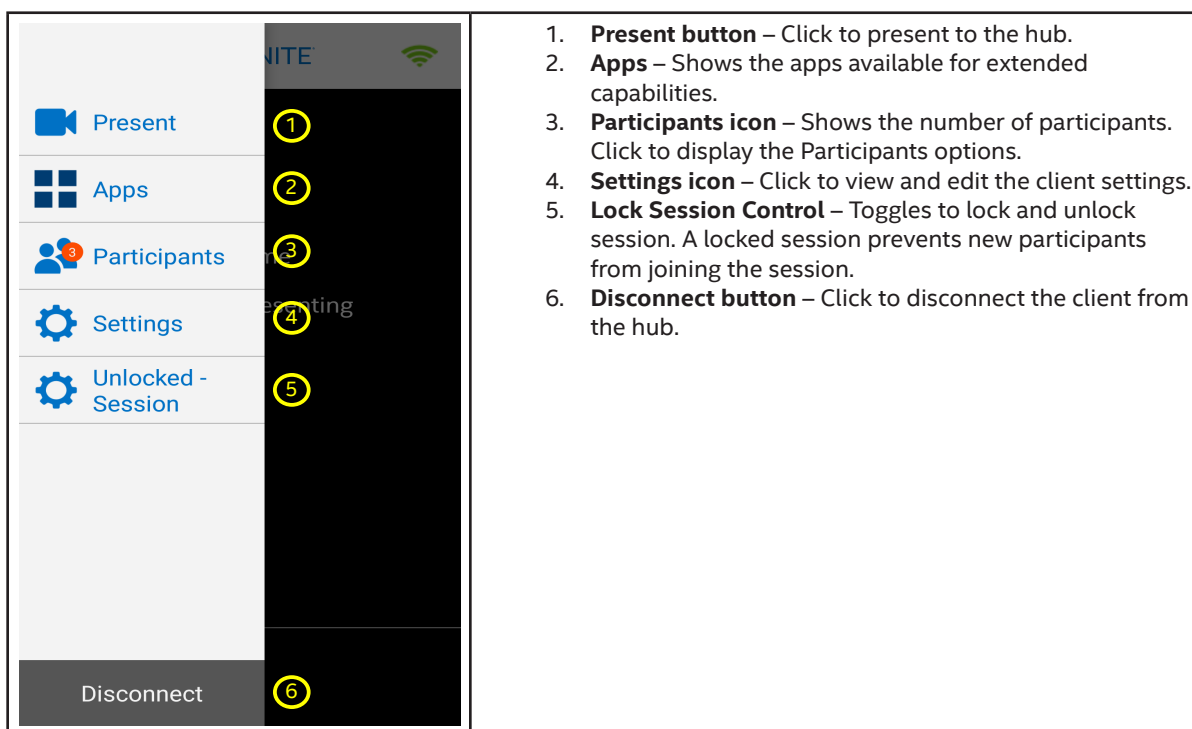 NITE
Present
1
Apps
2
Participants
3
3
Settings
4
Unlocked -
Session
5
Disconnect
6
1. Present button – Click to present to the hub.
2. Apps – Shows the apps available for extended
capabilities.
3. Participants icon – Shows the number of participants.
Click to display the Participants options.
4. Settings icon – Click to view and edit the client settings.
5. Lock Session Control – Toggles to lock and unlock
session. A locked session prevents new participants
from joining the session.
6. Disconnect button – Click to disconnect the client from
the hub.